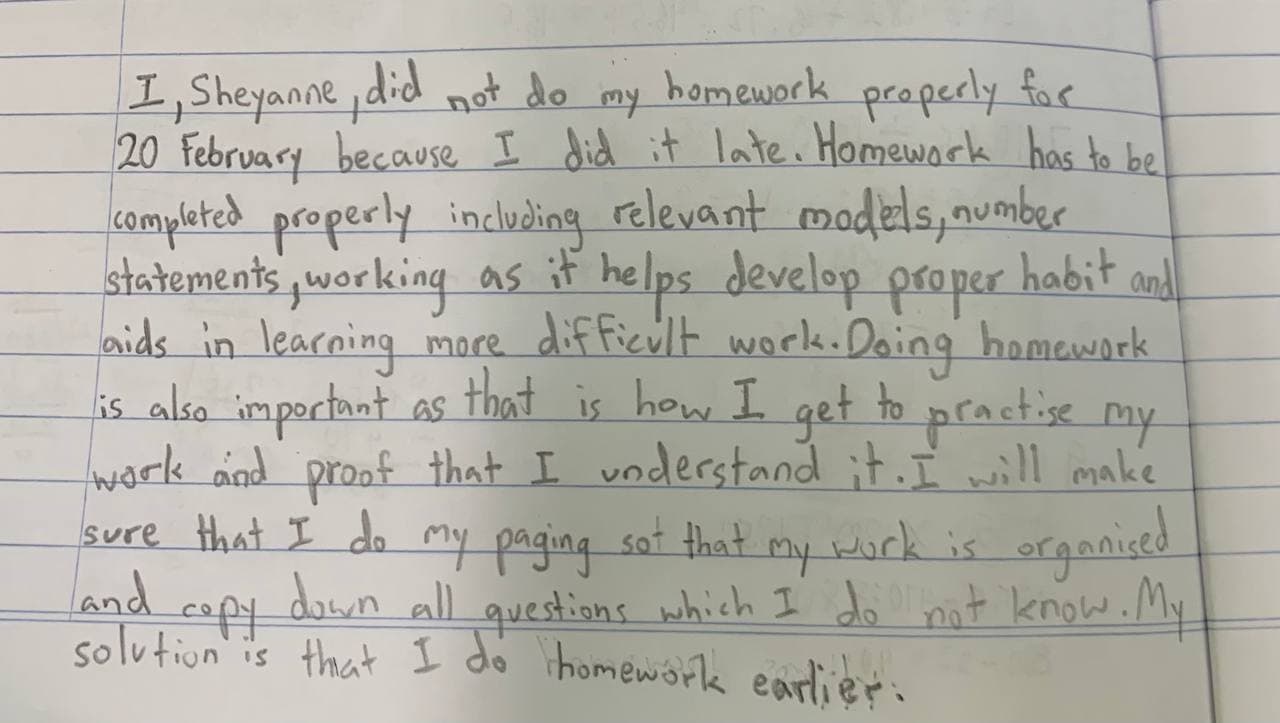 I, Sheyanne, did not do my homework properly for
20 February because I did it late. Homework has to be
completed properly including relevant models, number
statements, working as it helps develop proper habit and
aids in learning more difficult work. Doing homework
is also important as that is how I get to practise my
work and proof that I understand it. I will make
sure that I do my paging sot that my work is organised
and copy down all questions which I do not know. My
solution is that I do homework earlier.